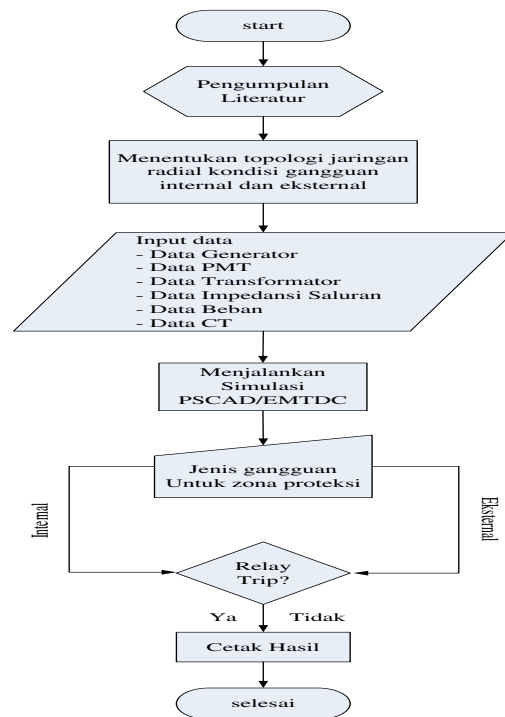 start
Pengumpulan
Literatur
Menentukan topologi jaringan
radial kondisi gangguan
internal dan eksternal
Input data
- Data Generator
- Data PMT
- Data Transformator
- Data Impedansi Saluran
- Data Beban
- Data CT
Menjalankan
Simulasi
PSCAD/EMTDC
Jenis gangguan
Untuk zona proteksi
Internal
Eksternal
Relay
Trip?
Ya Tidak
Cetak Hasil
selesai